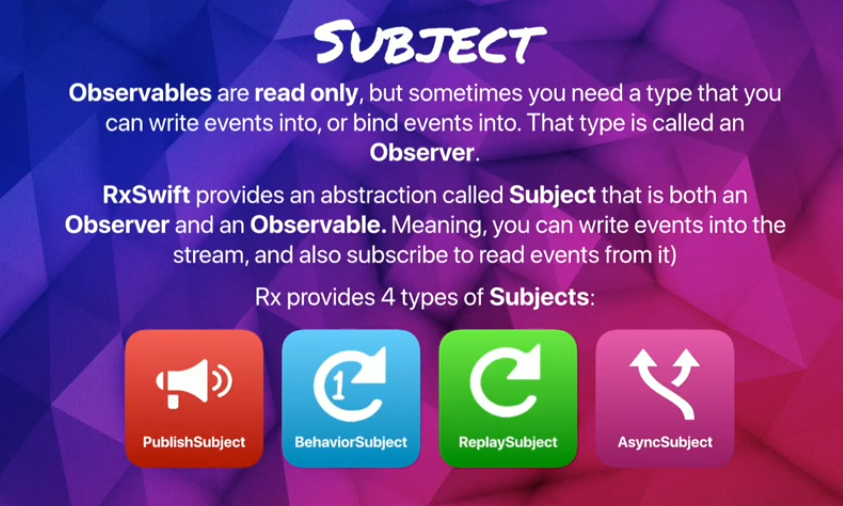 SUBJECT
Observables are read only, but sometimes you need a type that you
can write events into, or bind events into. That type is called an
Observer.
RxSwift provides an abstraction called Subject that is both an
Observer and an Observable. Meaning, you can write events into the
stream, and also subscribe to read events from it)
Rx provides 4 types of Subjects:
1
PublishSubject BehaviorSubject ReplaySubject AsyncSubject